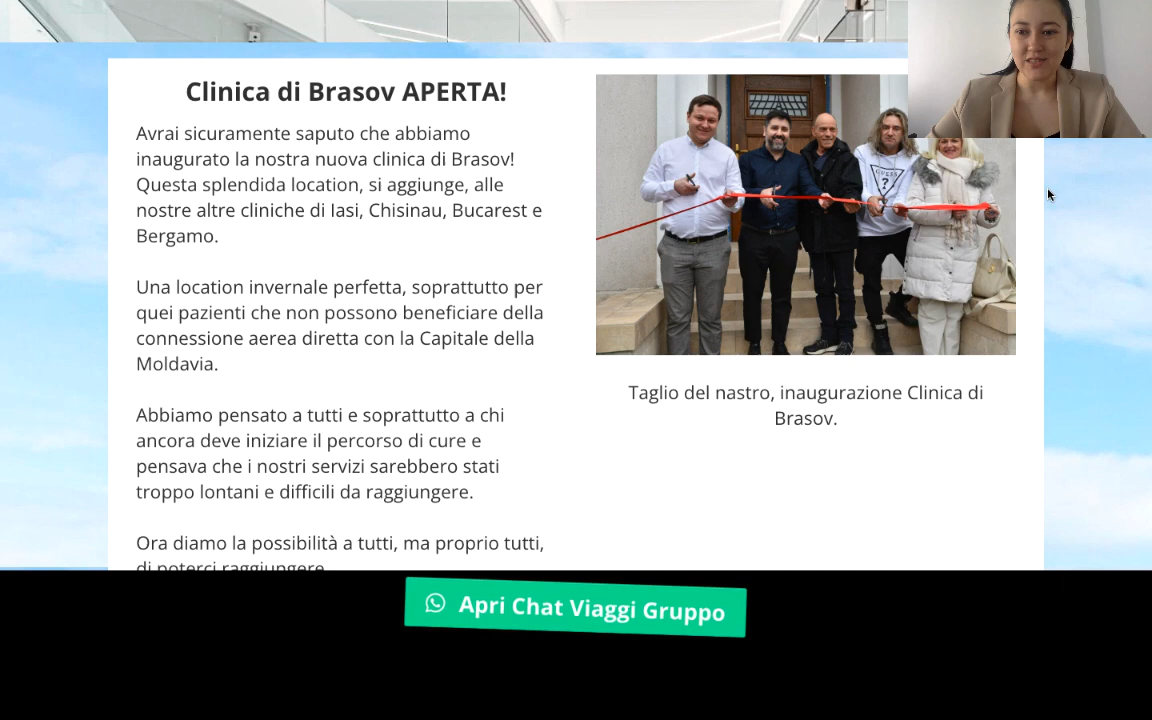 Clinica di Brasov APERTA!
Avrai sicuramente saputo che abbiamo
inaugurato la nostra nuova clinica di Brasov!
Questa splendida location, si aggiunge, alle
nostre altre cliniche di Iasi, Chisinau, Bucarest e
Bergamo.
Una location invernale perfetta, soprattutto per
quei pazienti che non possono beneficiare della
connessione aerea diretta con la Capitale della
Moldavia.
Abbiamo pensato a tutti e soprattutto a chi
ancora deve iniziare il percorso di cure e
pensava che i nostri servizi sarebbero stati
troppo lontani e difficili da raggiungere.
Ora diamo la possibilità a tutti, ma proprio tutti,
di poterci raggiungere
GUESS
?
Taglio del nastro, inaugurazione Clinica di
Brasov.
Apri Chat Viaggi Gruppo